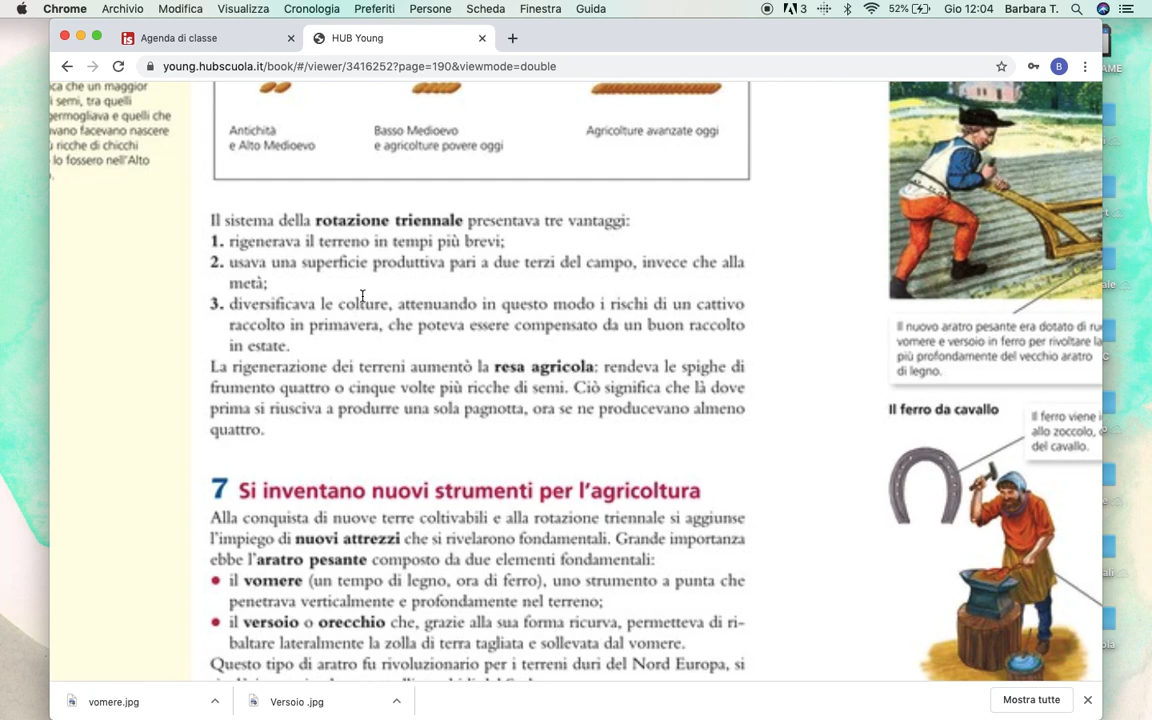 Chrome Archivio Modifica Visualizza Cronologia Preferiti Persone Scheda Finestra Guida 3 52% Gio 12:04 Barbara T.
Agenda di classe
HUB Young
young.hubscuola.it/book/#/viewer/3416252?page=190&viewmode=double
B
ca che un maggior
i semi, tra quelli
germogliava e quelli che
vano facevano nascere
ricche di chicchi
lo fossero nell'Alto
Antichità
e Alto Medioevo
Basso Medioevo
e agricolture povere oggi
Agricolture avanzate oggi
Il sistema della rotazione triennale presentava tre vantaggi:
1. rigenerava il terreno in tempi più brevi;
2. usava una superficie produttiva pari a due terzi del campo, invece che alla
metà;
3. diversificava le colture, attenuando in questo modo i rischi di un cattivo
raccolto in primavera, che poteva essere compensato da un buon raccolto
in estate.
La rigenerazione dei terreni aumentò la resa agricola: rendeva le spighe di
frumento quattro o cinque volte più ricche di semi. Ciò significa che là dove
prima si riusciva a produrre una sola pagnotta, ora se ne producevano almeno
quattro.
7 Si inventano nuovi strumenti per l'agricoltura
Alla conquista di nuove terre coltivabili e alla rotazione triennale si aggiunse
l'impiego di nuovi attrezzi che si rivelarono fondamentali. Grande importanza
ebbe l'aratro pesante composto da due elementi fondamentali:
• il vomere (un tempo di legno, ora di ferro), uno strumento a punta che
penetrava verticalmente e profondamente nel terreno;
• il versoio o orecchio che, grazie alla sua forma ricurva, permetteva di ri-
baltare lateralmente la zolla di terra tagliata e sollevata dal vomere.
Questo tipo di aratro fu rivoluzionario per i terreni duri del Nord Europa, si
Il nuovo aratro pesante era dotato di ru
vomere e versoio in ferro per rivoltare la
più profondamente del vecchio aratro
di legno.
Il ferro da cavallo
Il ferro viene i
allo zoccolo,
del cavallo.
vomere.jpg
Versoio .jpg
Mostra tutte